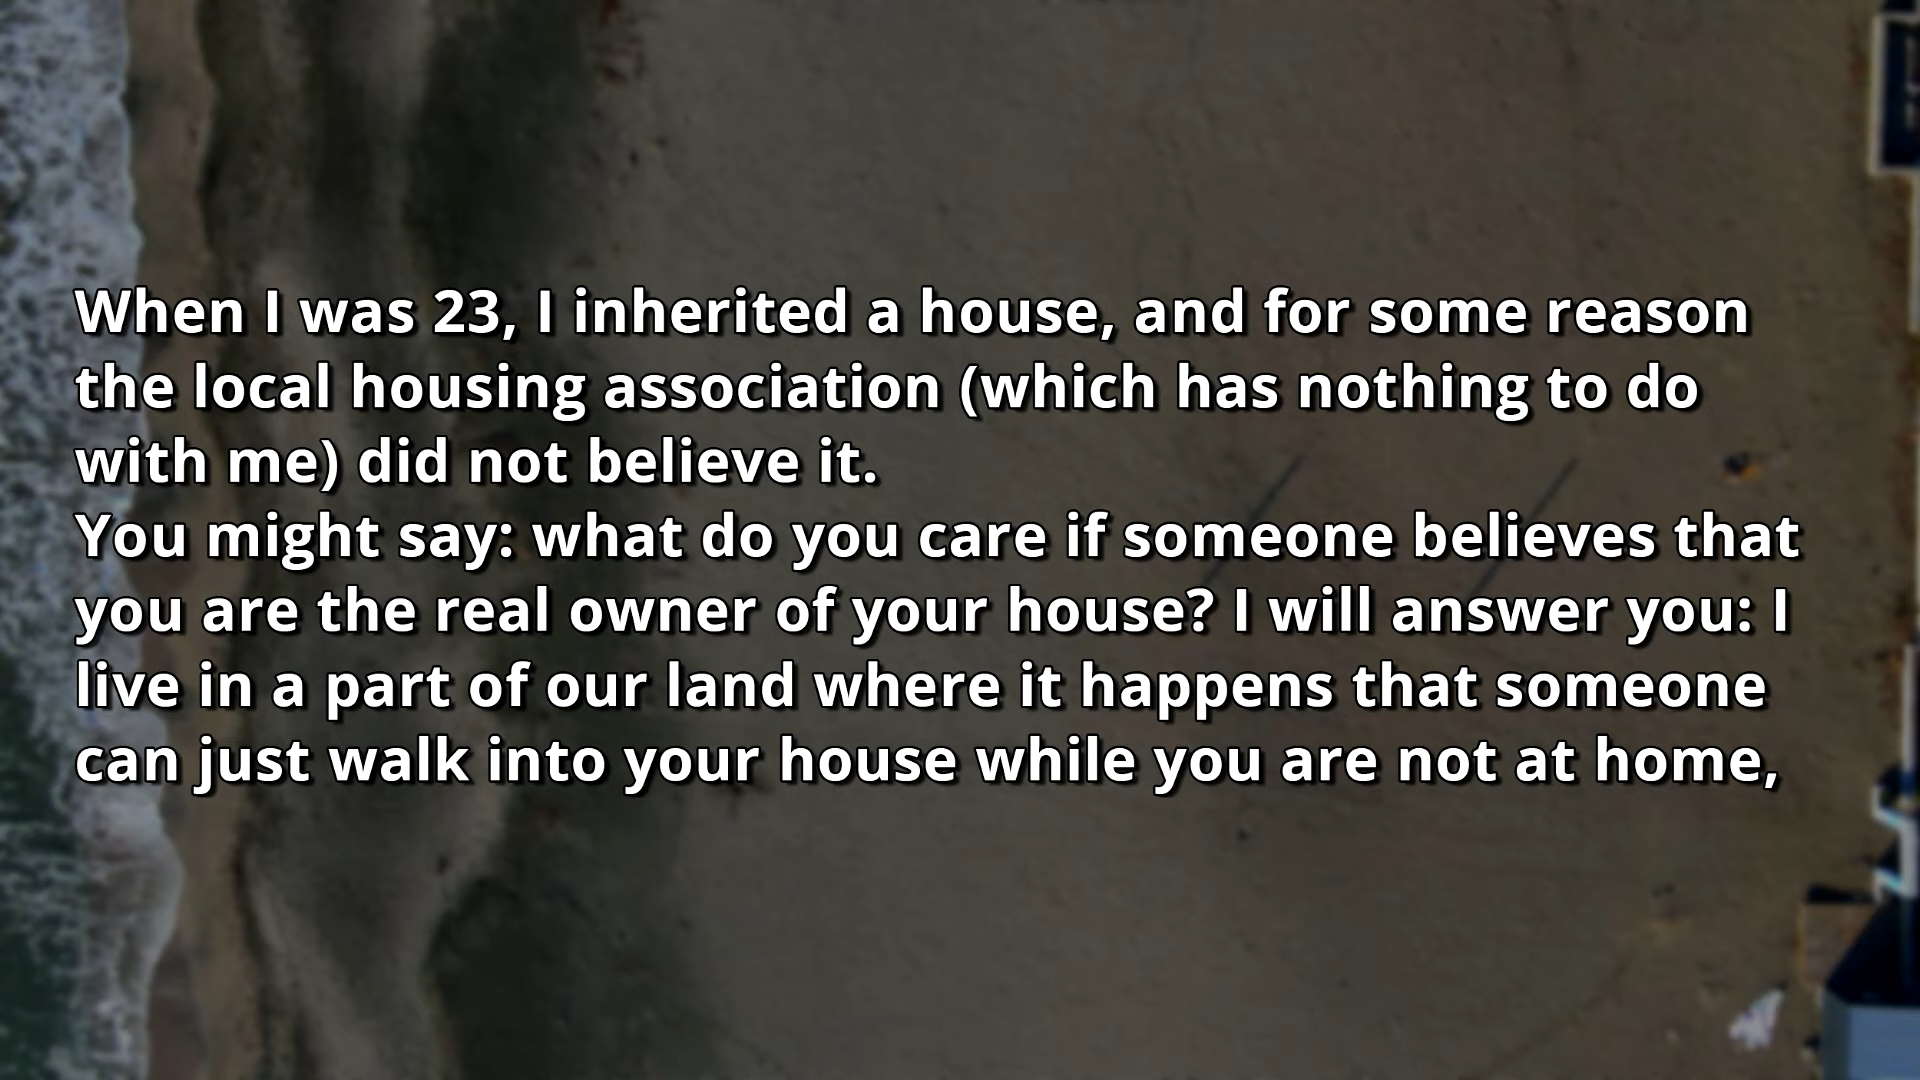 When I was 23, I inherited a house, and for some reason
the local housing association (which has nothing to do
with me) did not believe it.
You might say: what do you care if someone believes that
you are the real owner of your house? I will answer you: I
live in a part of our land where it happens that someone
can just walk into your house while you are not at home,